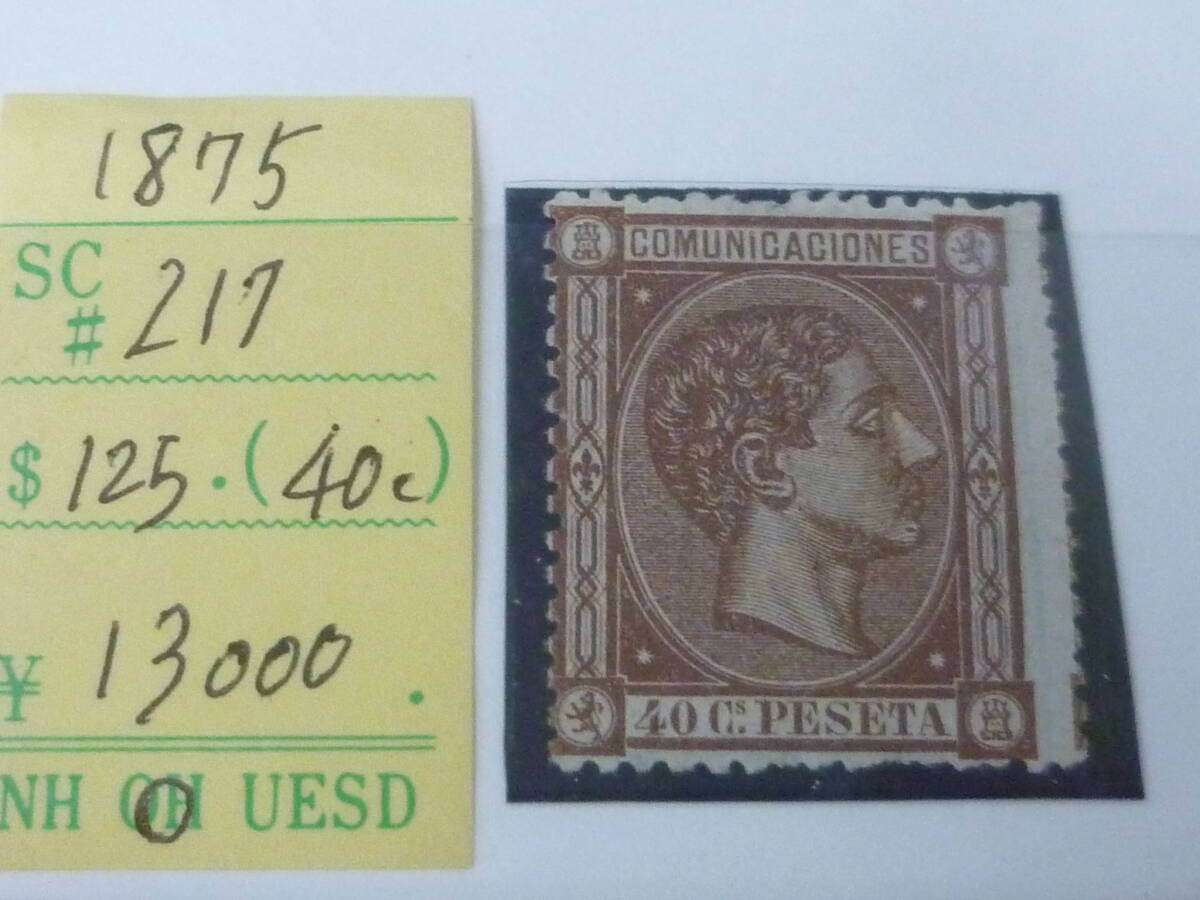 1875
SC # 217
$ 125. (40c)
¥ 13000.
NH OH UESD
COMUNICACIONES
40 Cs. PESETA